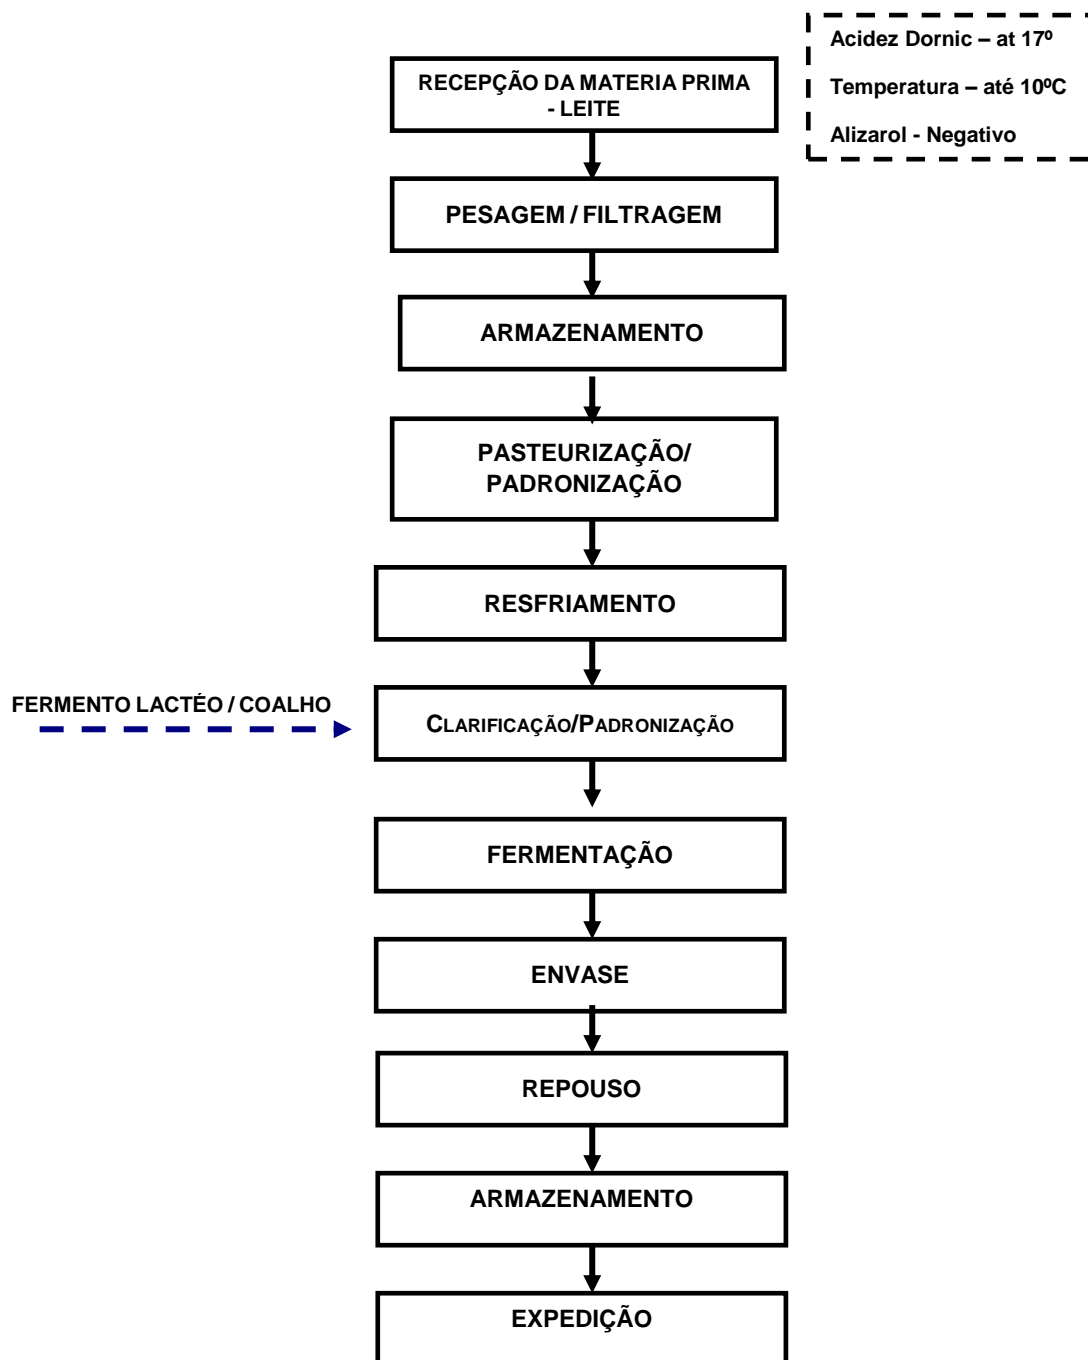 Acidez Dornic – at 17º
Temperatura – até 10ºC
Alizarol - Negativo
RECEPÇÃO DA MATERIA PRIMA
- LEITE
PESAGEM / FILTRAGEM
ARMAZENAMENTO
PASTEURIZAÇÃO/
PADRONIZAÇÃO
RESFRIAMENTO
FERMENTO LACTÉO / COALHO
CLARIFICAÇÃO/PADRONIZAÇÃO
FERMENTAÇÃO
ENVASE
REPOUSO
ARMAZENAMENTO
EXPEDIÇÃO